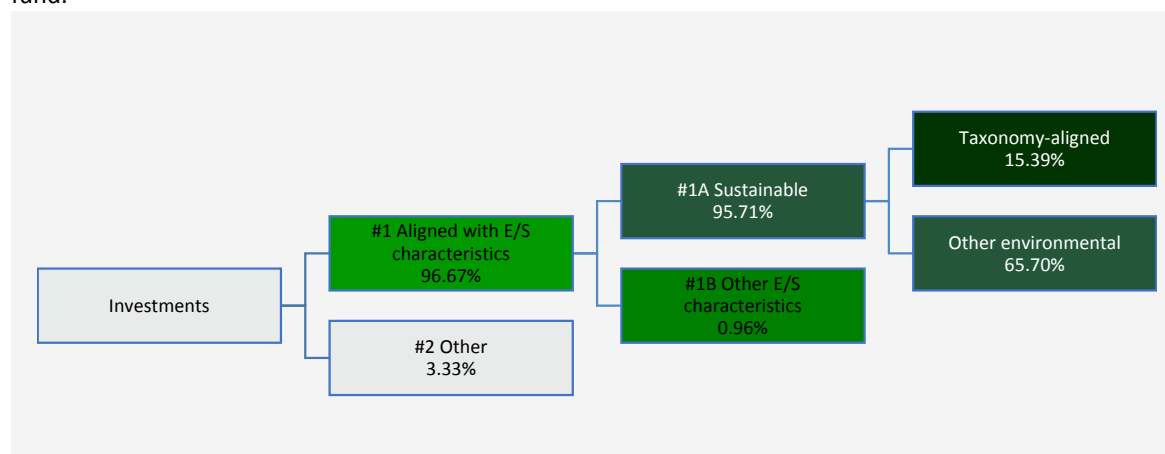 Taxonomy-aligned
15.39%
#1A Sustainable
95.71%
#1 Aligned with E/S
characteristics
96.67%
Other environmental
65.70%
Investments
#1B Other E/S
characteristics
0.96%
#2 Other
3.33%